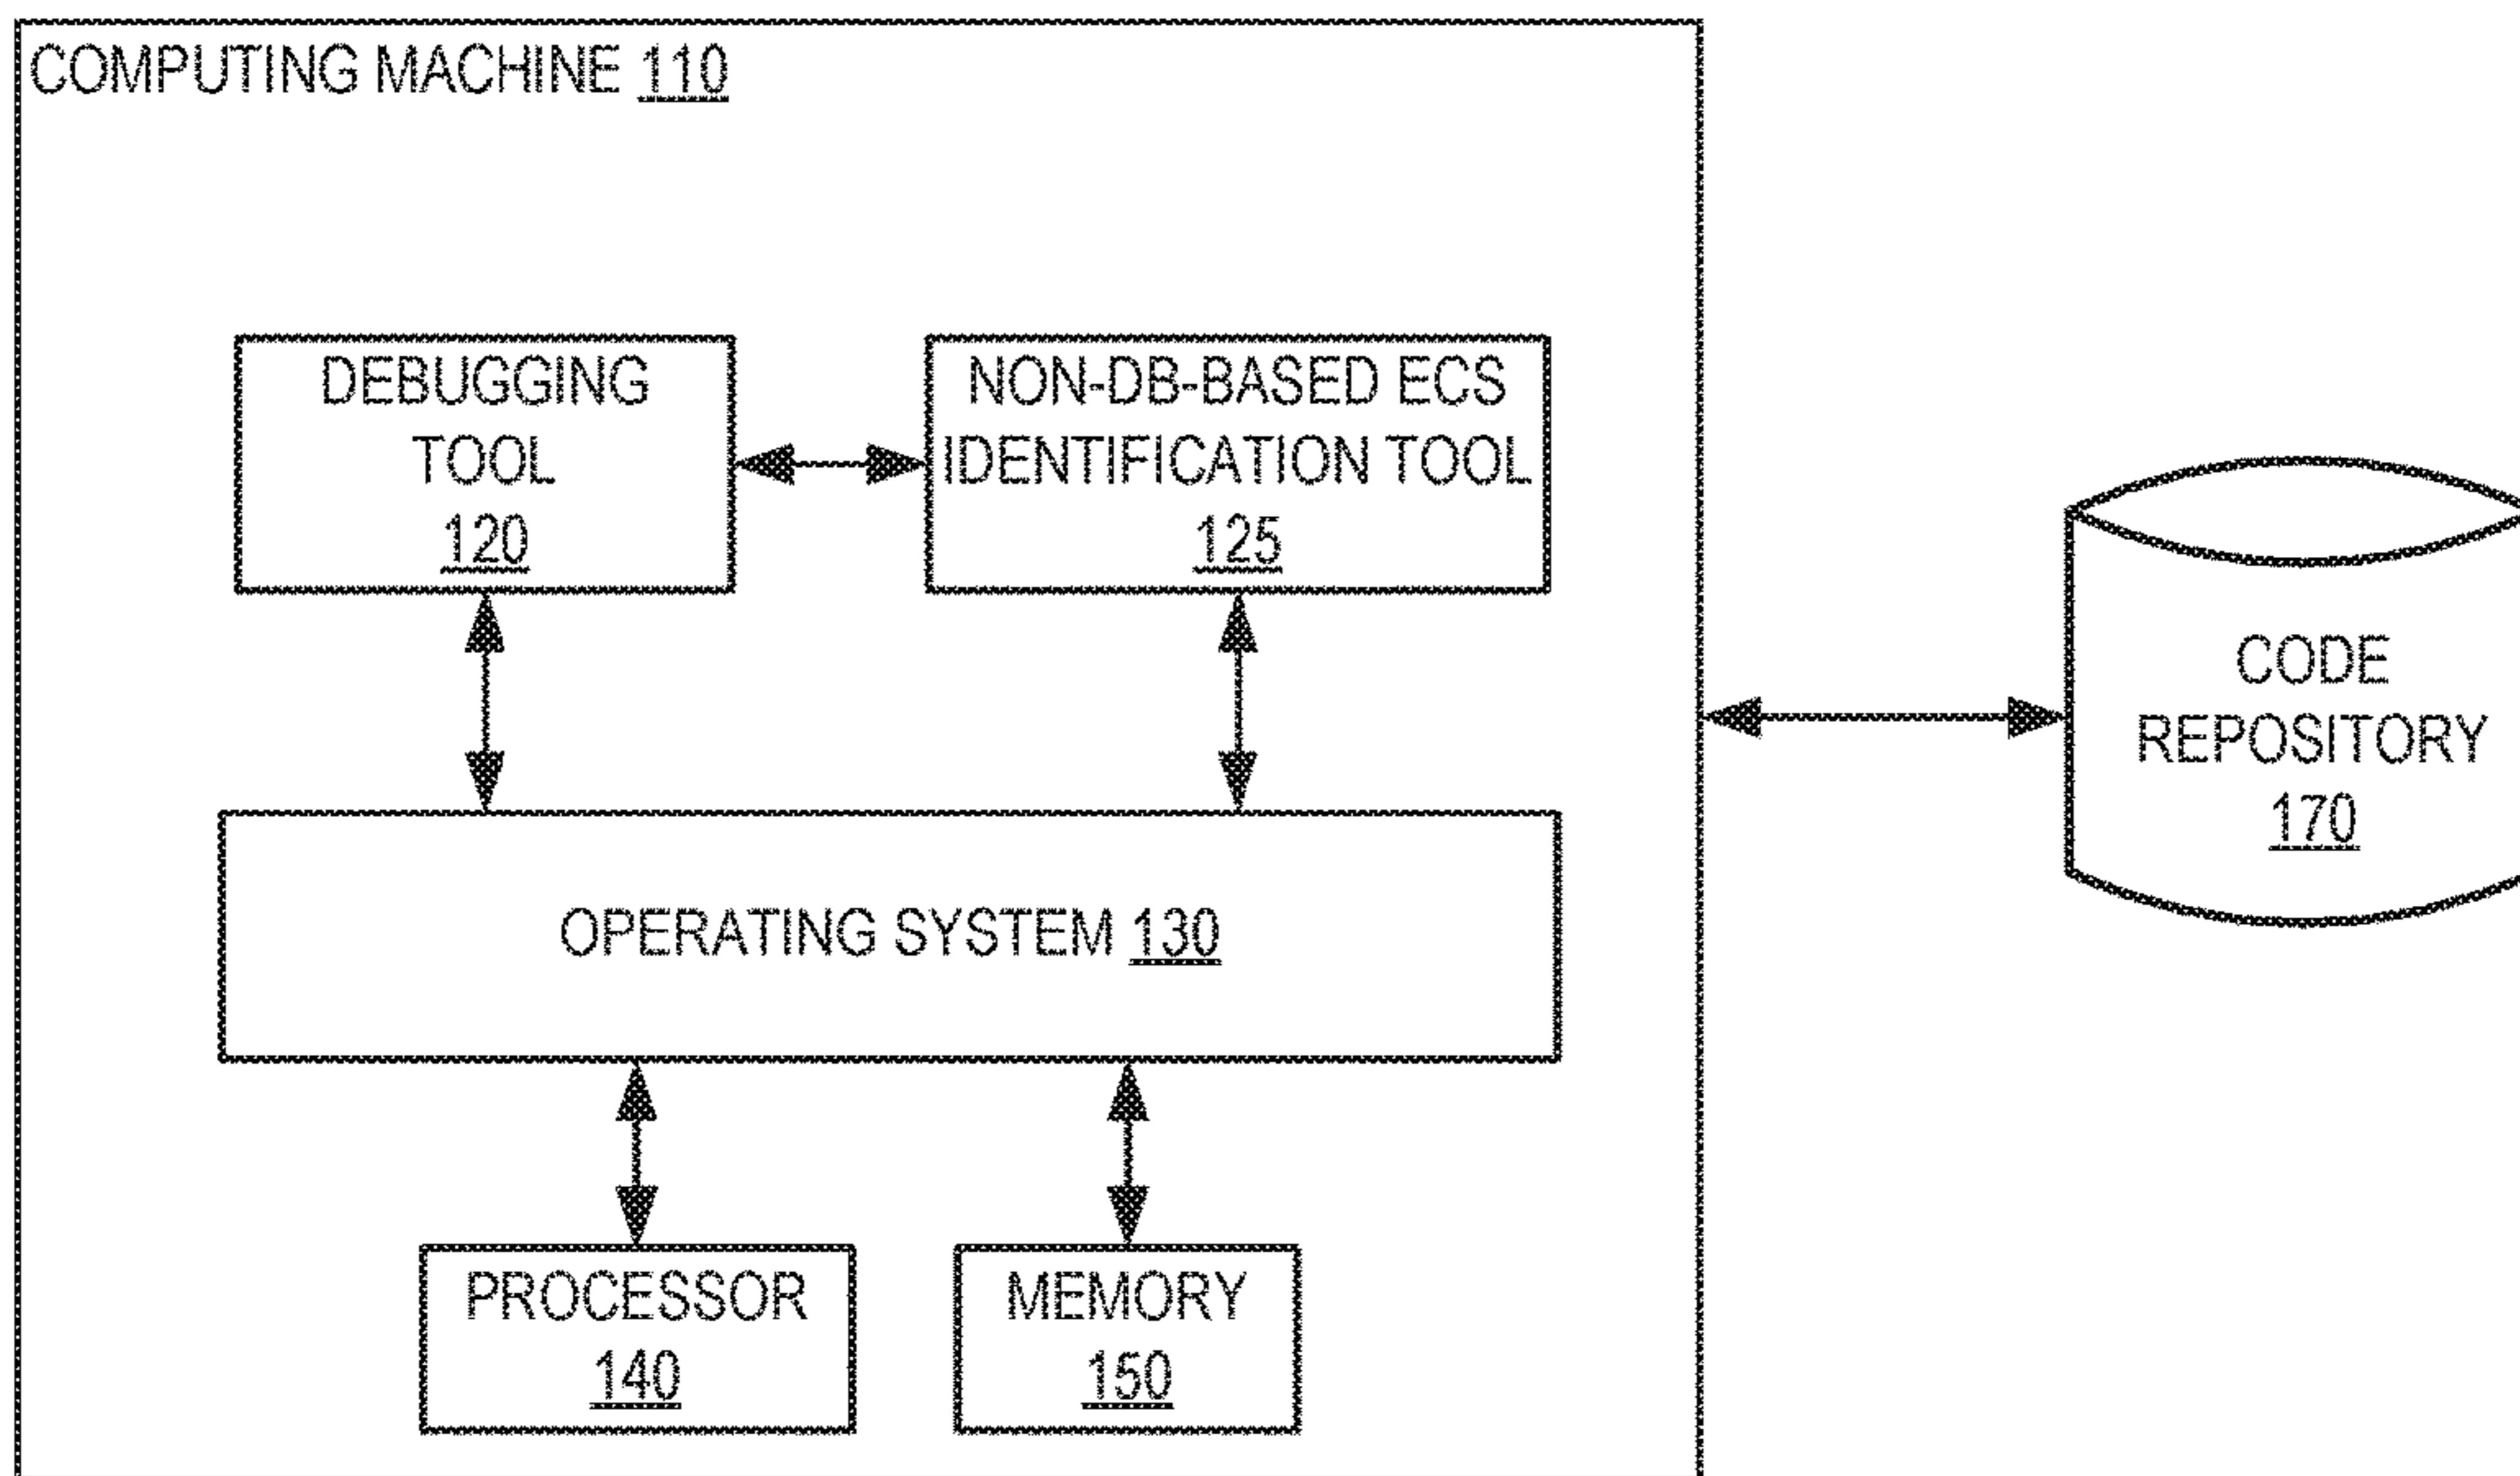 COMPUTING MACHINE 110
DEBUGGING
TOOL
120
NON-DB-BASED ECS
IDENTIFICATION TOOL
125
CODE
REPOSITORY
170
OPERATING SYSTEM 130
PROCESSOR
140
MEMORY
150